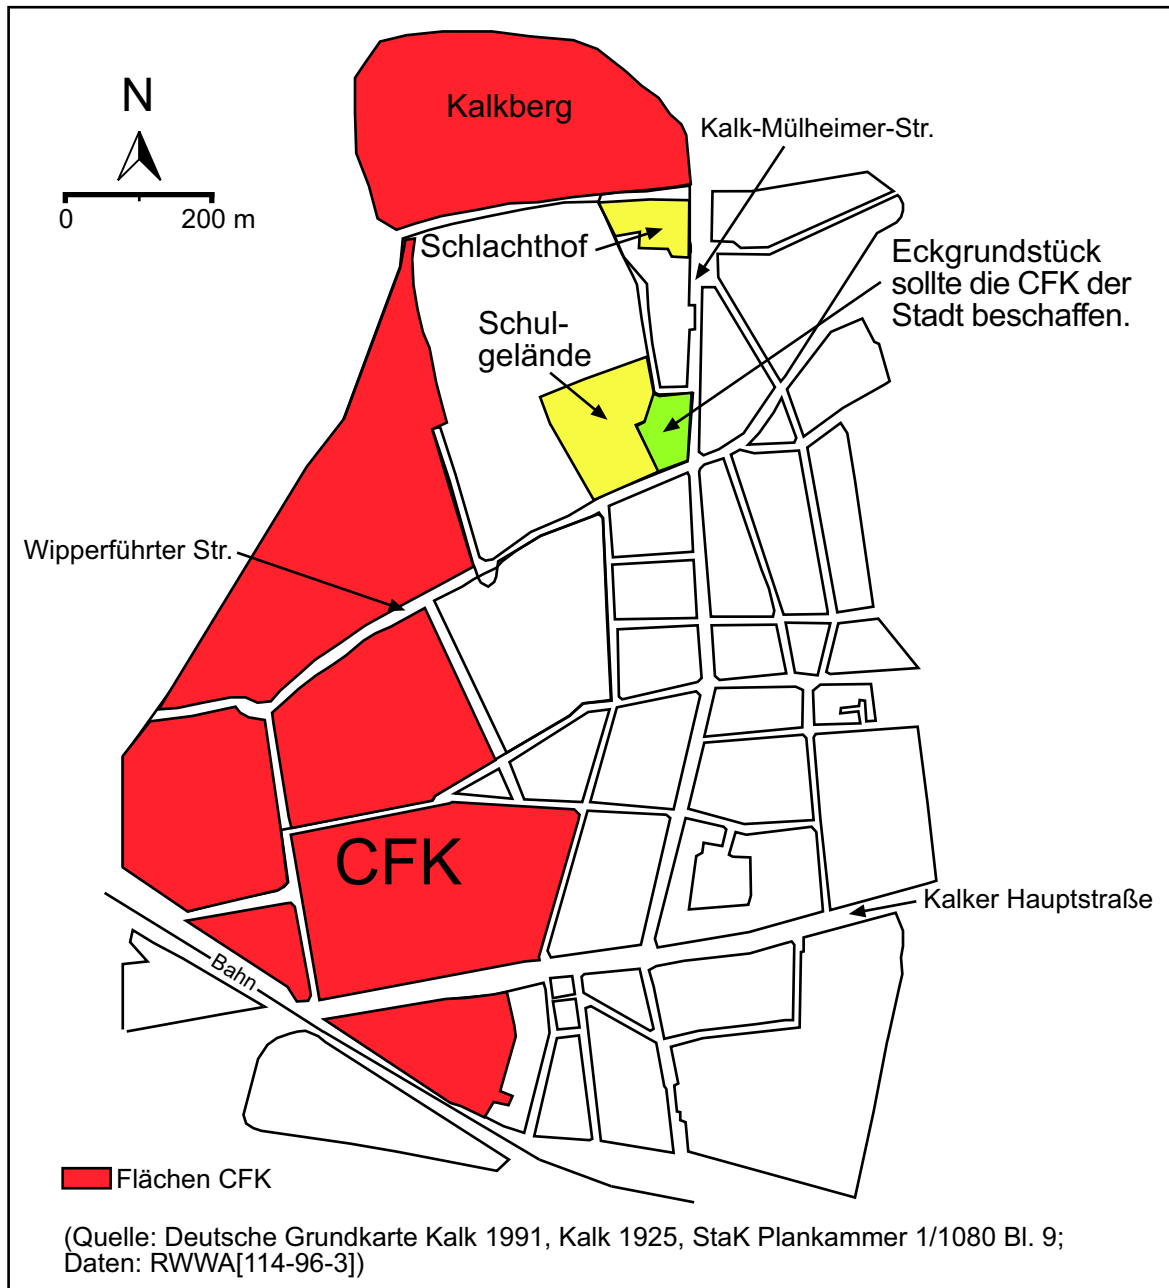 Kalkberg
N
0 200 m
Kalk-Mülheimer-Str.
Schlachthof
Eckgrundstück
sollte die CFK der
Stadt beschaffen.
Schul-
gelände
Wipperführter Str.
CFK
Kalker Hauptstraße
Bahn
Flächen CFK
(Quelle: Deutsche Grundkarte Kalk 1991, Kalk 1925, StaK Plankammer 1/1080 Bl. 9;
Daten: RWWA[114-96-3])